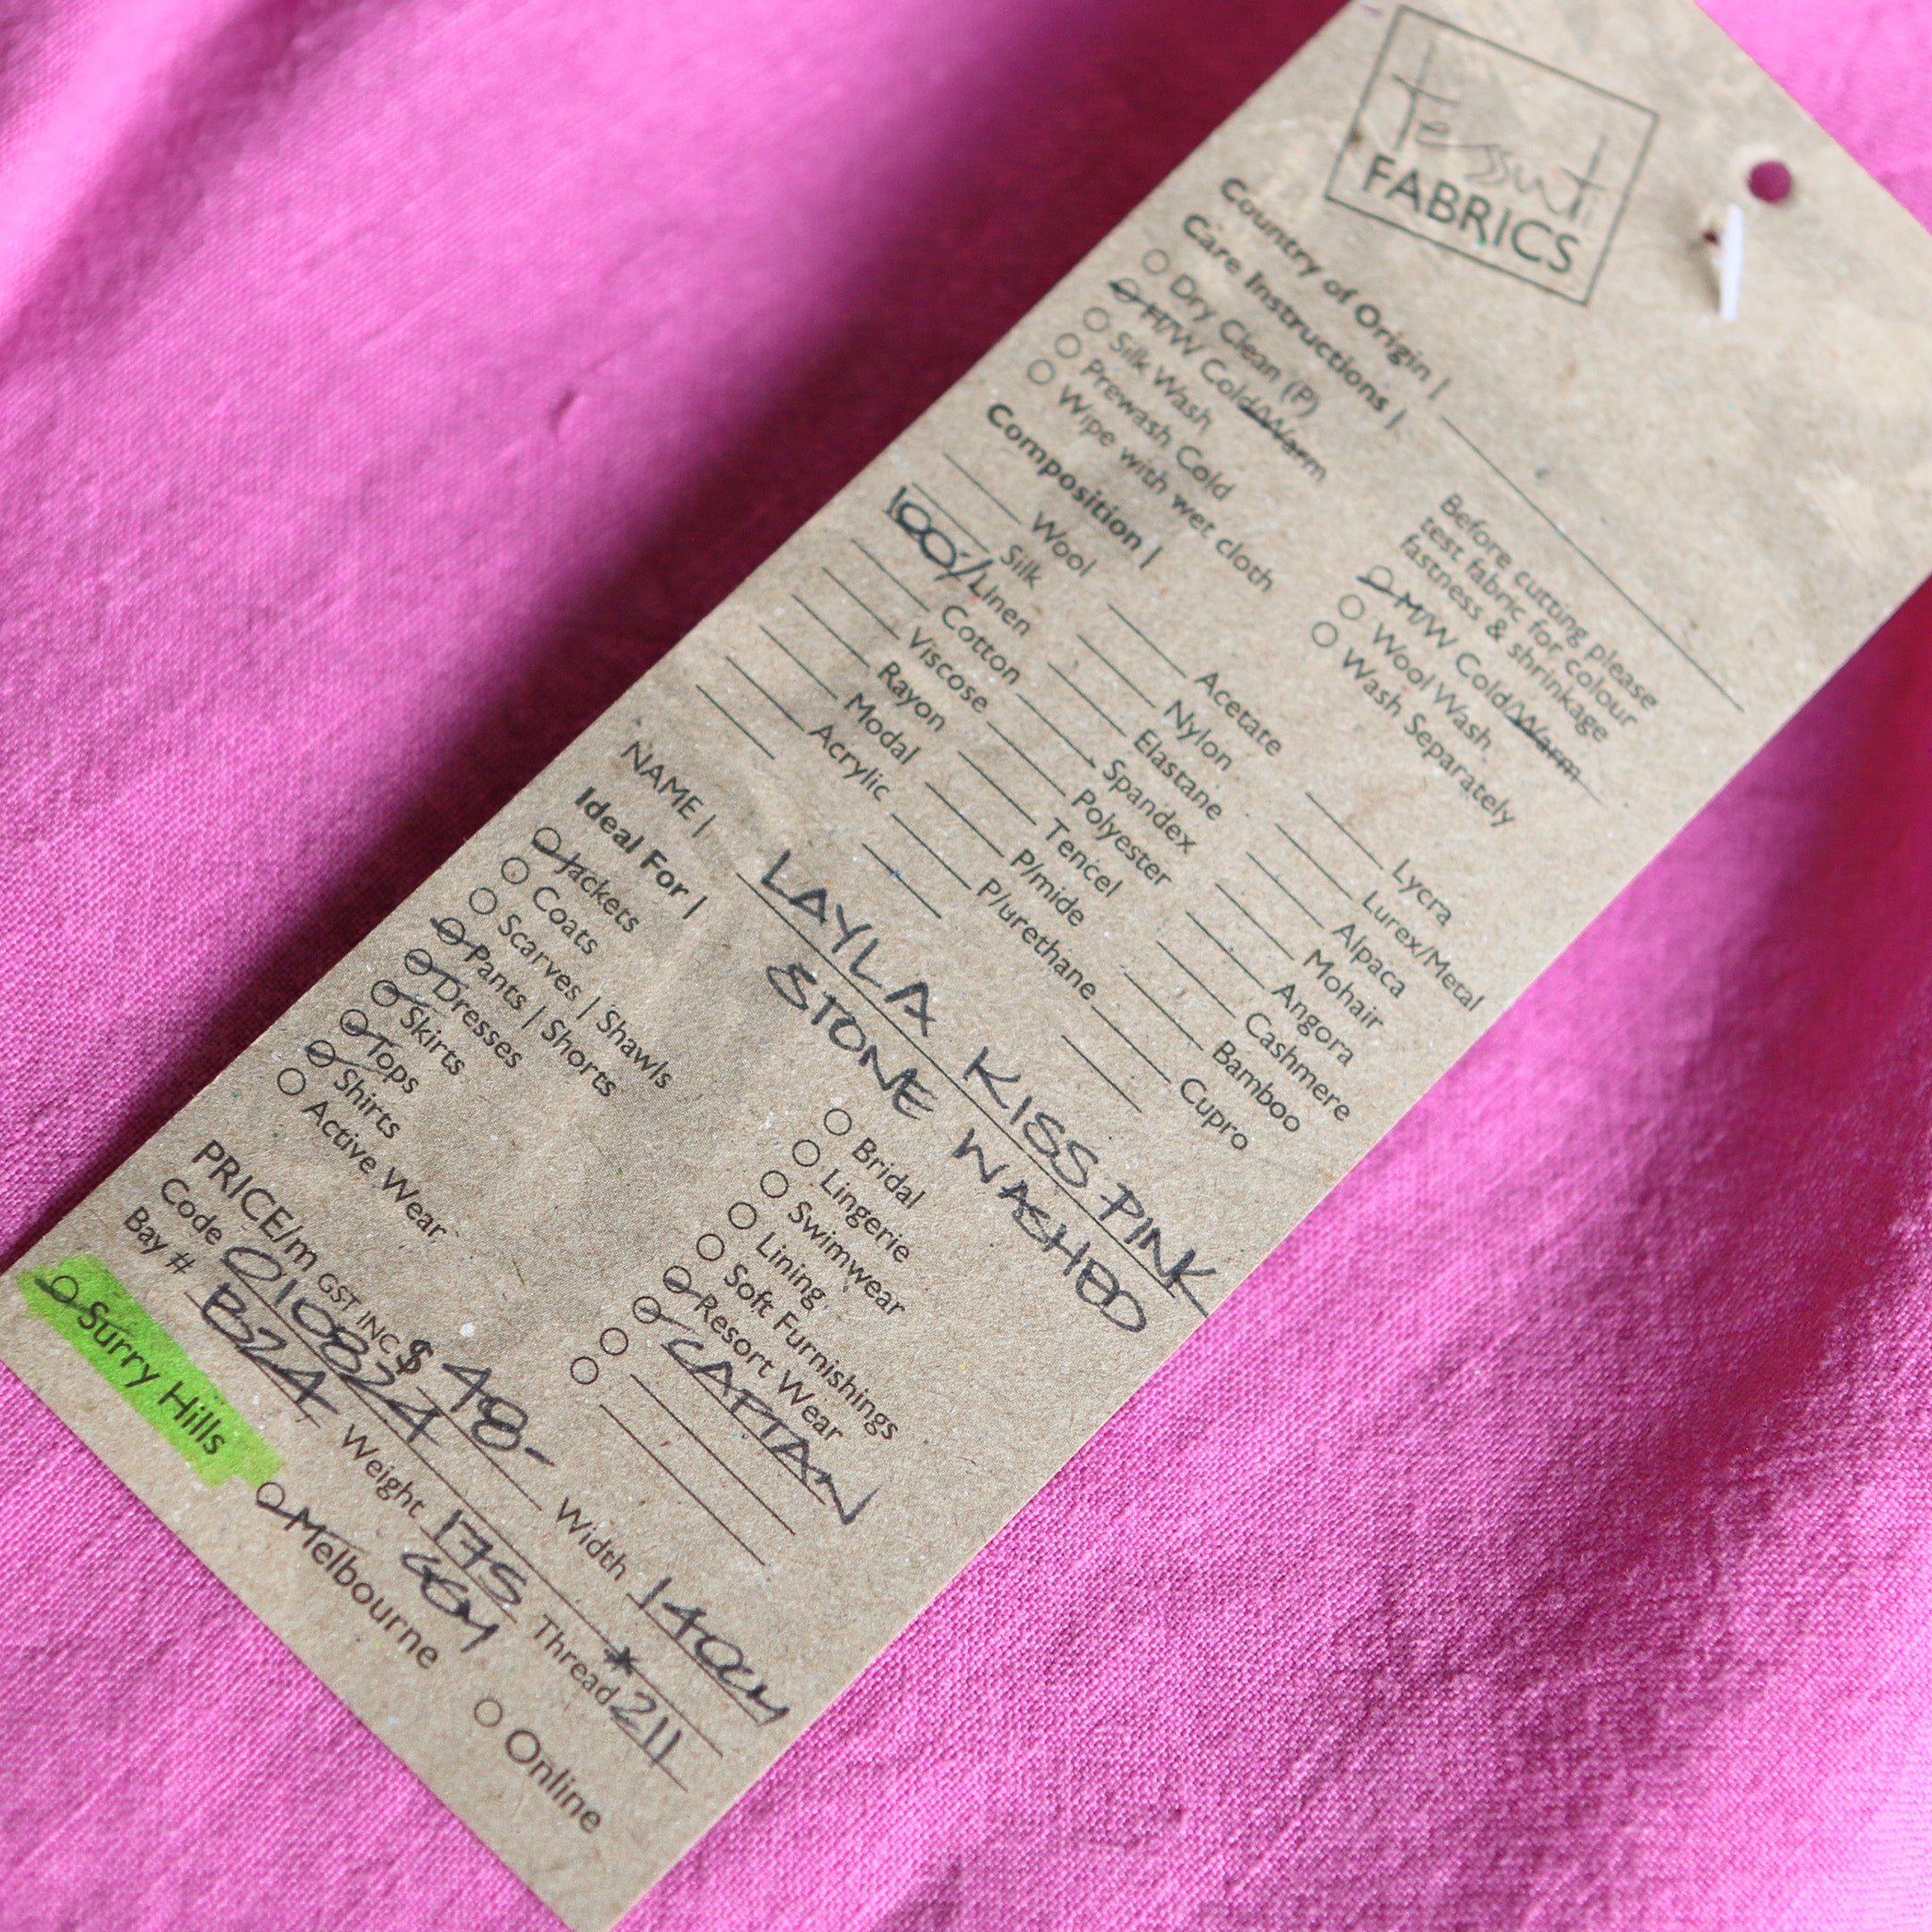 Tessuti
FABRICS
Country of Origin |
Care Instructions |
Before cutting please
test fabric for colour
fastness & shrinkage
Dry Clean (P)
H/W Cold/Warm
Silk Wash
Prewash Cold
Wipe with wet cloth
M/W Cold/Warm
Wool Wash
Wash Separately
Composition |
Wool
Silk
100% Linen
Cotton
Viscose
Rayon
Modal
Acrylic
Acetate
Nylon
Elastane
Spandex
Polyester
Tencel
P/mide
P/urethane
Lycra
Lurex/Metal
Alpaca
Mohair
Angora
Cashmere
Bamboo
Cupro
NAME | LAYLA KISS PINK
STONE WASHED
Ideal For |
Jackets
Coats
Scarves | Shawls
Pants | Shorts
Dresses
Skirts
Tops
Shirts
Active Wear
Bridal
Lingerie
Swimwear
Lining
Soft Furnishings
Resort Wear
CAFTAN
PRICE/m GST INC $ 48- Width 140cm
Code 010824
Bay # B24 Weight 175 GSM Thread * 211
Surry Hills Melbourne Online